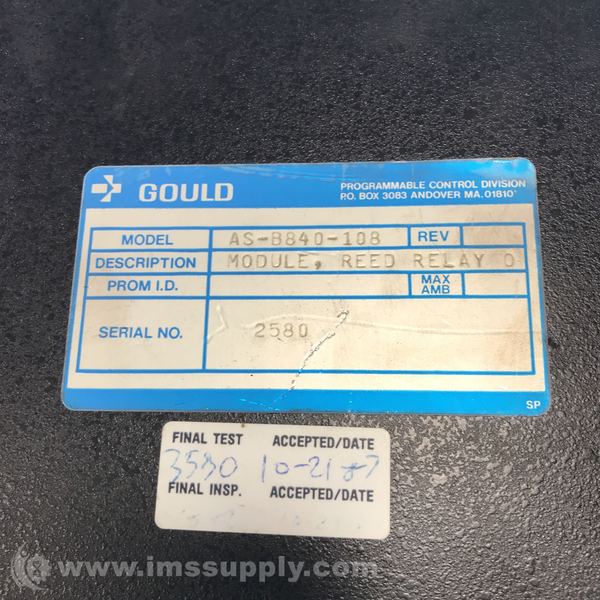 GOULD
PROGRAMMABLE CONTROL DIVISION
P.O. BOX 3083 ANDOVER MA. 01810
MODEL AS-B840-108 REV
DESCRIPTION MODULE, REED RELAY O
PROM I.D. MAX AMB
SERIAL NO. 2580
SP
FINAL TEST ACCEPTED/DATE
3580 10-21-87
FINAL INSP. ACCEPTED/DATE
www.imssupply.com